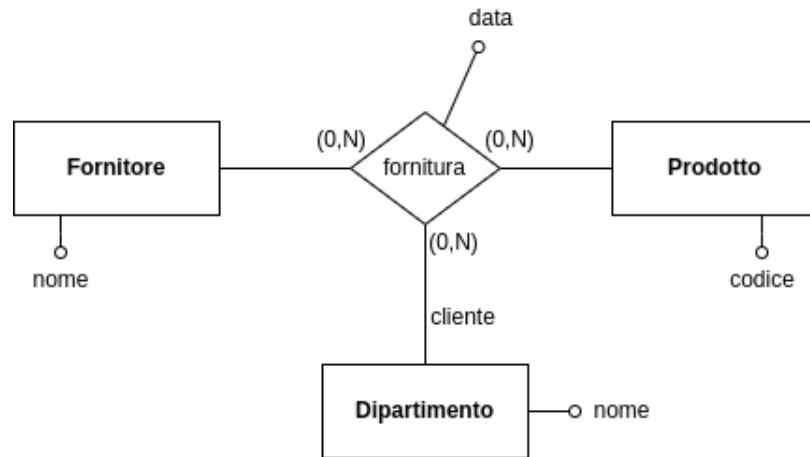 data
(0,N)
(0,N)
Fornitore
fornitura
Prodotto
(0,N)
nome
codice
cliente
Dipartimento
nome